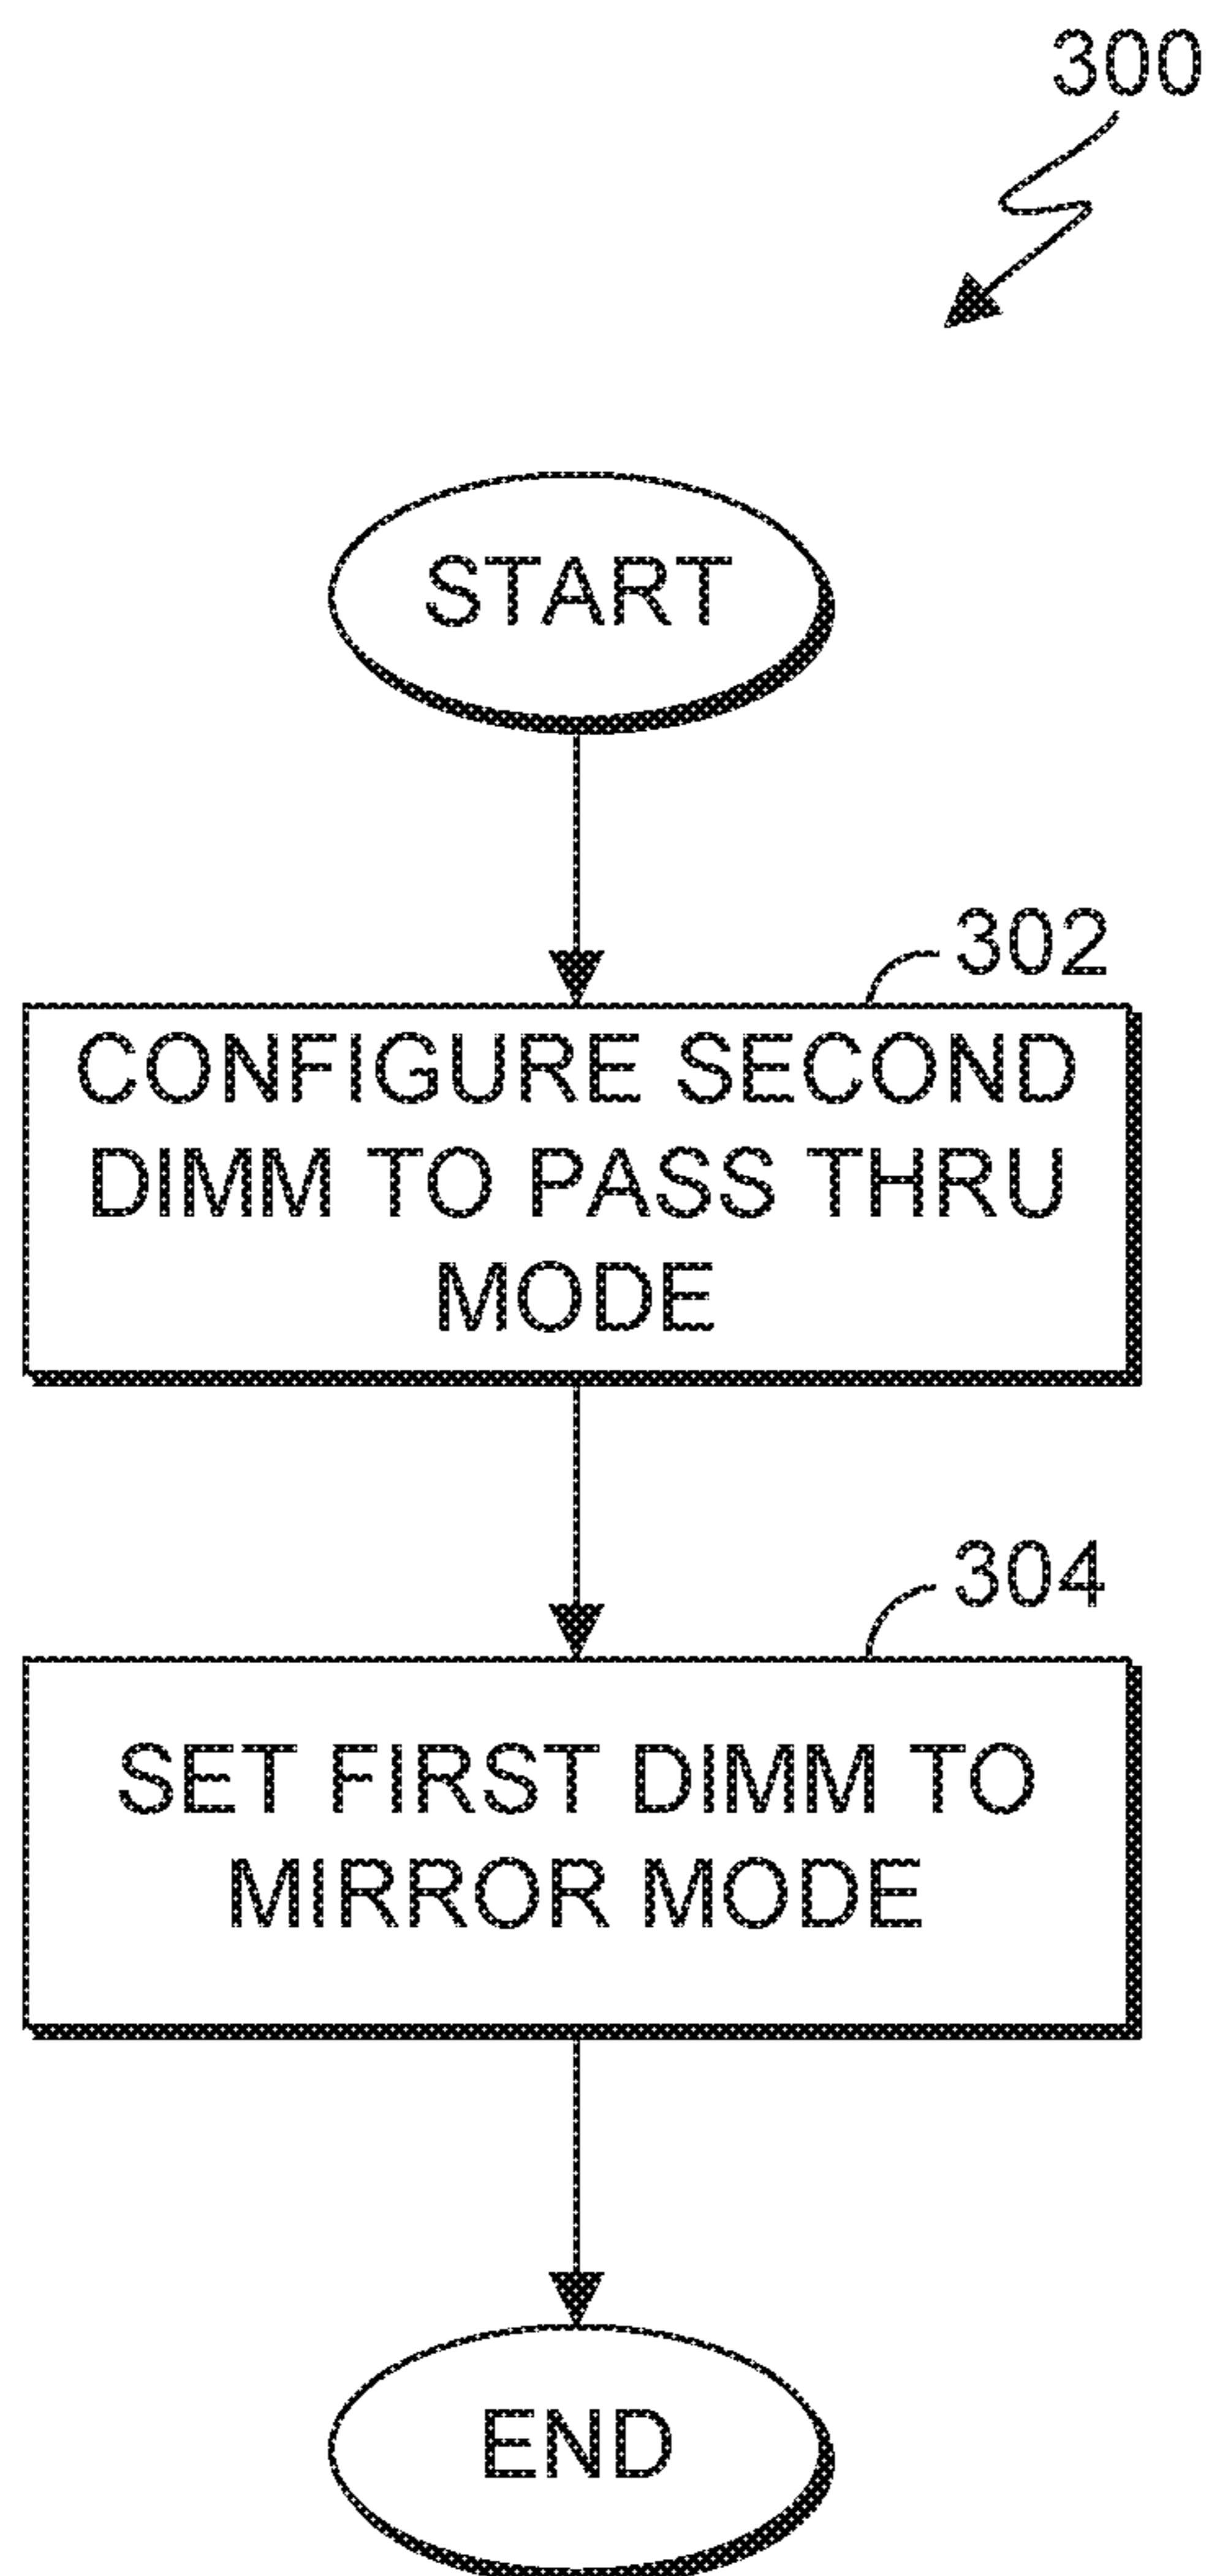 300
START
302
CONFIGURE SECOND
DIMM TO PASS THRU
MODE
304
SET FIRST DIMM TO
MIRROR MODE
END